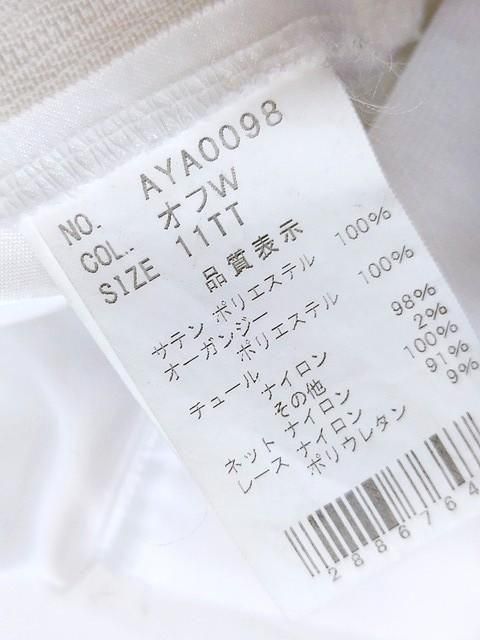 NO. AYA0098
COL. オフW
SIZE 11TT
品質表示
サテン ポリエステル 100%
オーガンジー
ポリエステル 100%
チュール ナイロン 98%
その他 2%
ネット ナイロン 100%
レース ナイロン 91%
ポリウレタン 9%
2886764